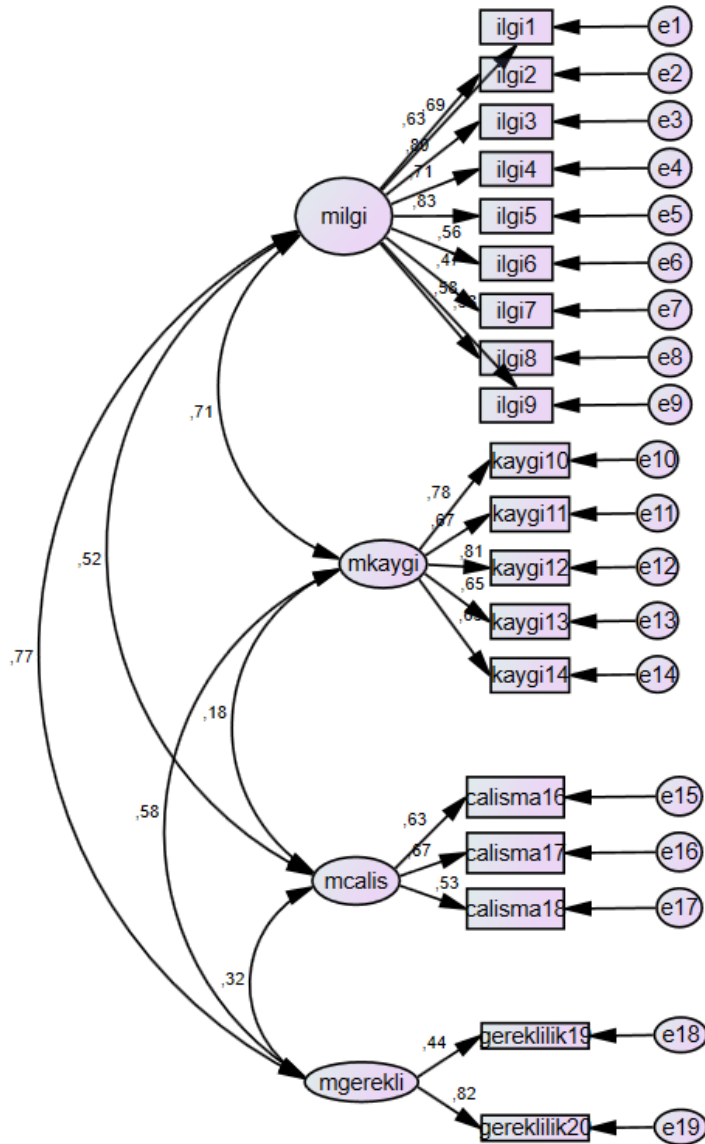 ilgi1 e1
ilgi2 e2
,69
,63
ilgi3 e3
,80
ilgi4 e4
,71
milgi ,83 ilgi5 e5
,56 ilgi6 e6
,47
ilgi7 e7
,58
ilgi8 e8
ilgi9 e9
,71
kaygi10 e10
,78
,67 kaygi11 e11
,52 mkaygi ,81 kaygi12 e12
,65 kaygi13 e13
,77
kaygi14 e14
,18
,58
calisma16 e15
,63
,67 calisma17 e16
mcalis ,53 calisma18 e17
,32
gereklilik19 e18
,44
mgerekli
,82
gereklilik20 e19